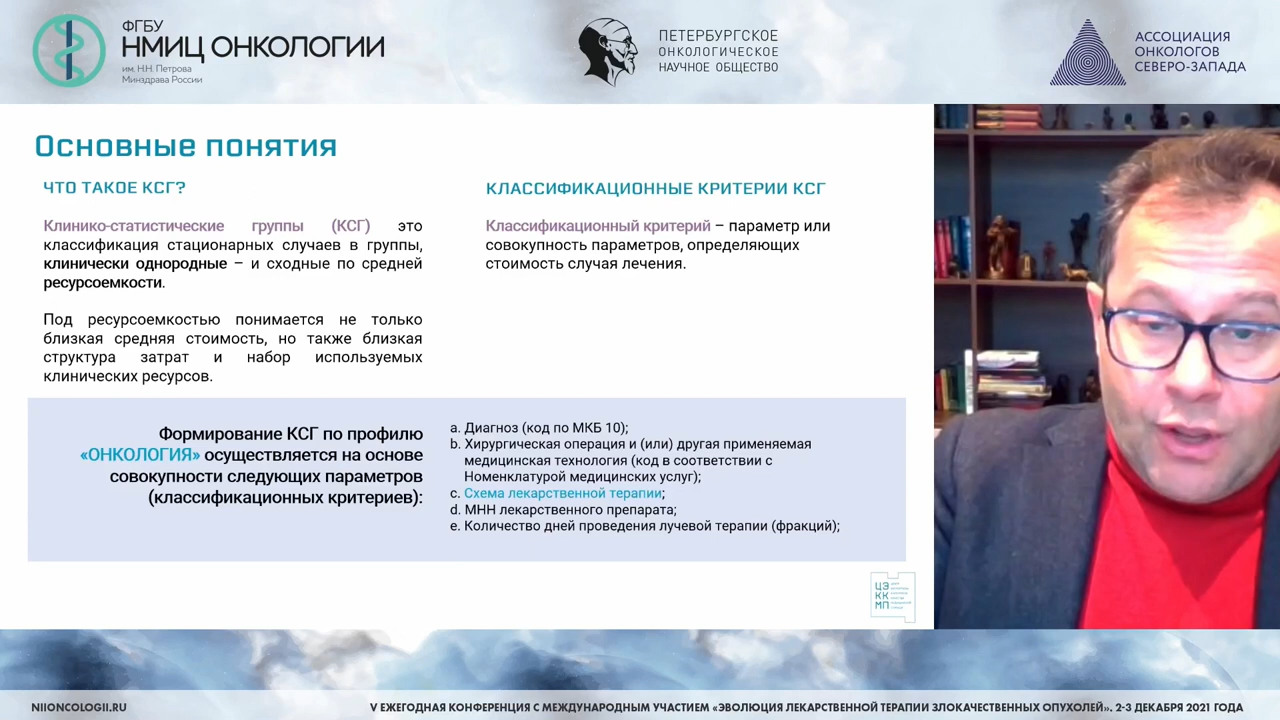 ФГБУ
НМИЦ ОНКОЛОГИИ
им. Н.Н. Петрова
Минздрава России
ПЕТЕРБУРГСКОЕ
ОНКОЛОГИЧЕСКОЕ
НАУЧНОЕ ОБЩЕСТВО
АССОЦИАЦИЯ
ОНКОЛОГОВ
СЕВЕРО-ЗАПАДА
Основные понятия
ЧТО ТАКОЕ КСГ?
Клинико-статистические группы (КСГ) это
классификация стационарных случаев в группы,
клинически однородные – и сходные по средней
ресурсоемкости.
Под ресурсоемкостью понимается не только
близкая средняя стоимость, но также близкая
структура затрат и набор используемых
клинических ресурсов.
КЛАССИФИКАЦИОННЫЕ КРИТЕРИИ КСГ
Классификационный критерий – параметр или
совокупность параметров, определяющих
стоимость случая лечения.
Формирование КСГ по профилю
«ОНКОЛОГИЯ» осуществляется на основе
совокупности следующих параметров
(классификационных критериев):
a. Диагноз (код по МКБ 10);
b. Хирургическая операция и (или) другая применяемая
медицинская технология (код в соответствии с
Номенклатурой медицинских услуг);
c. Схема лекарственной терапии;
d. МНН лекарственного препарата;
e. Количество дней проведения лучевой терапии (фракций);
ЦЭ
КК
МП
NIIONCOLOGII.RU
V ЕЖЕГОДНАЯ КОНФЕРЕНЦИЯ С МЕЖДУНАРОДНЫМ УЧАСТИЕМ «ЭВОЛЮЦИЯ ЛЕКАРСТВЕННОЙ ТЕРАПИИ ЗЛОКАЧЕСТВЕННЫХ ОПУХОЛЕЙ». 2-3 ДЕКАБРЯ 2021 ГОДА